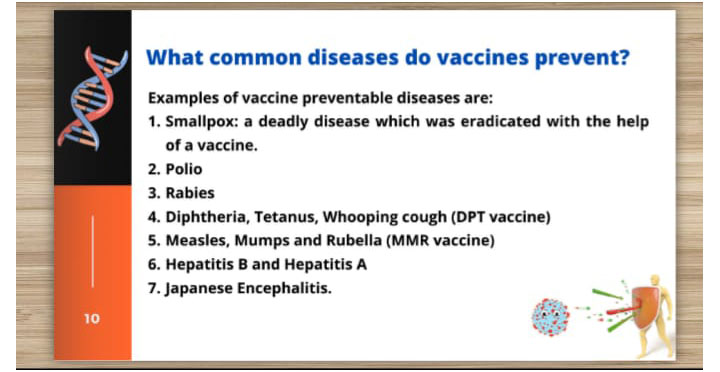 What common diseases do vaccines prevent?
Examples of vaccine preventable diseases are:
1. Smallpox: a deadly disease which was eradicated with the help
of a vaccine.
2. Polio
3. Rabies
4. Diphtheria, Tetanus, Whooping cough (DPT vaccine)
5. Measles, Mumps and Rubella (MMR vaccine)
6. Hepatitis B and Hepatitis A
7. Japanese Encephalitis.
10